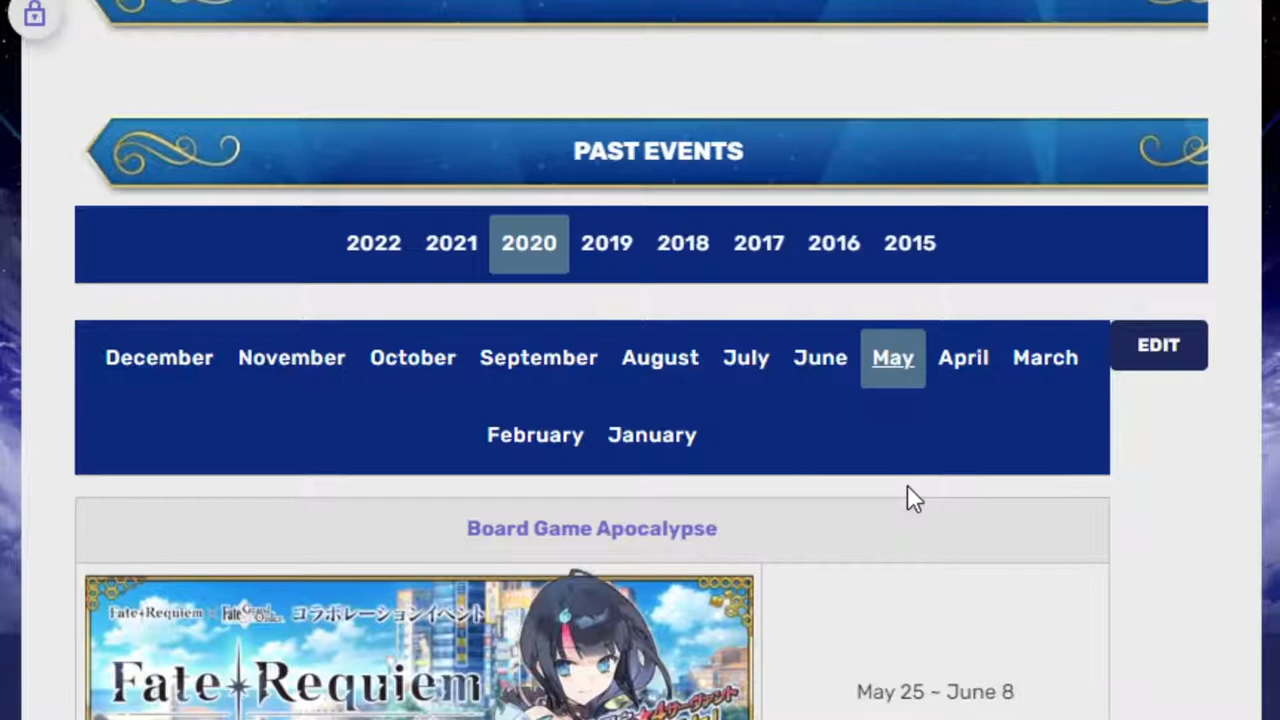 PAST EVENTS
2022 2021 2020 2019 2018 2017 2016 2015
December November October September August July June May April March
EDIT
February January
Board Game Apocalypse
Fate/Requiem × Fate/Grand Order コラボレーションイベント
Fate Requiem
May 25 ~ June 8